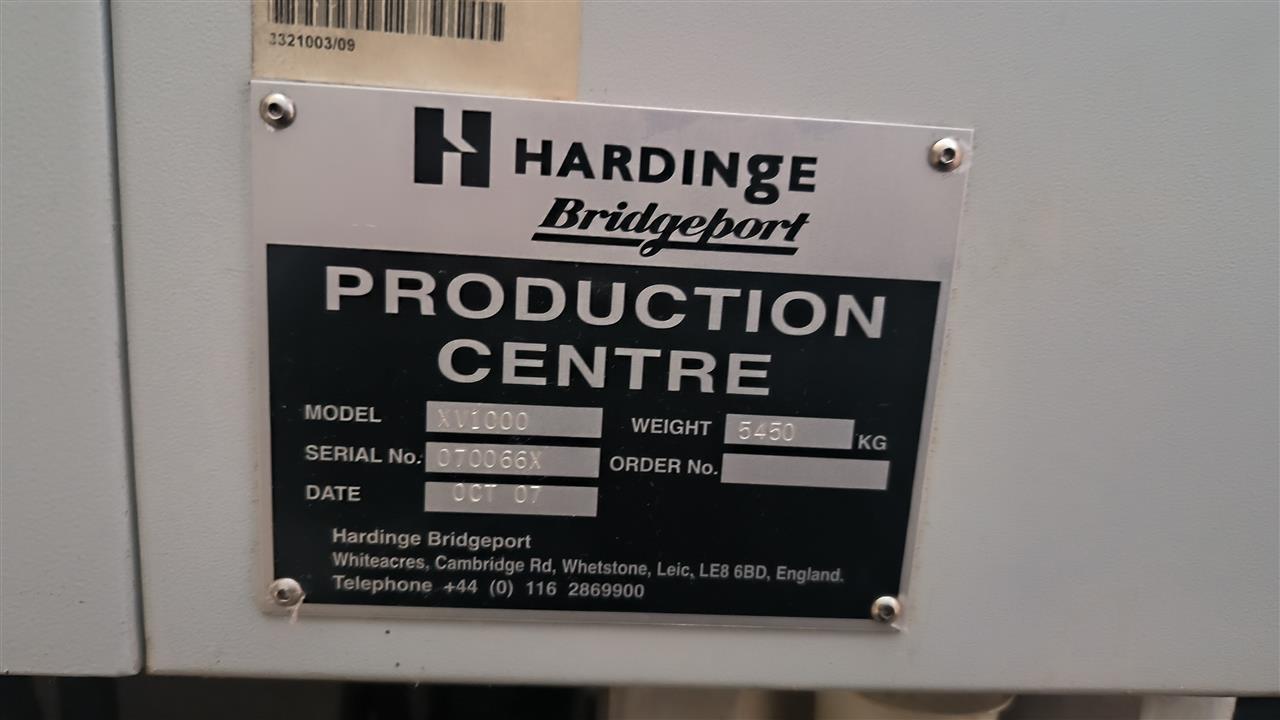 3321003/09
HARDINgE
Bridgeport
PRODUCTION
CENTRE
MODEL XV1000 WEIGHT 5450 KG
SERIAL No. 070066X ORDER No.
DATE OCT 07
Hardinge Bridgeport
Whiteacres, Cambridge Rd, Whetstone, Leic, LE8 6BD, England.
Telephone +44 (0) 116 2869900